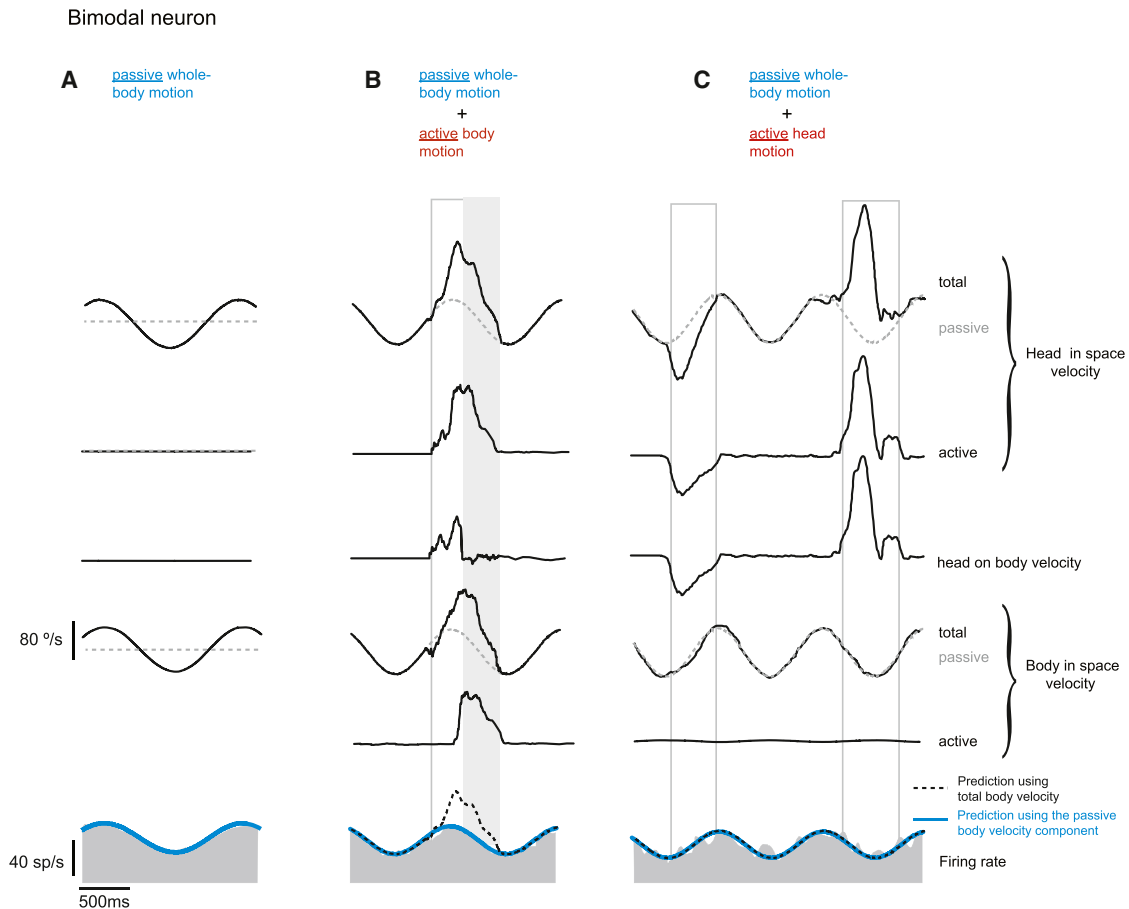 Bimodal neuron
A
passive whole-
body motion
B
passive whole-
body motion
+
active body
motion
C
passive whole-
body motion
+
active head
motion
total
passive
Head in space
velocity
active
head on body velocity
80 º/s
total
passive
Body in space
velocity
active
Prediction using
total body velocity
Prediction using the passive
body velocity component
40 sp/s
Firing rate
500ms